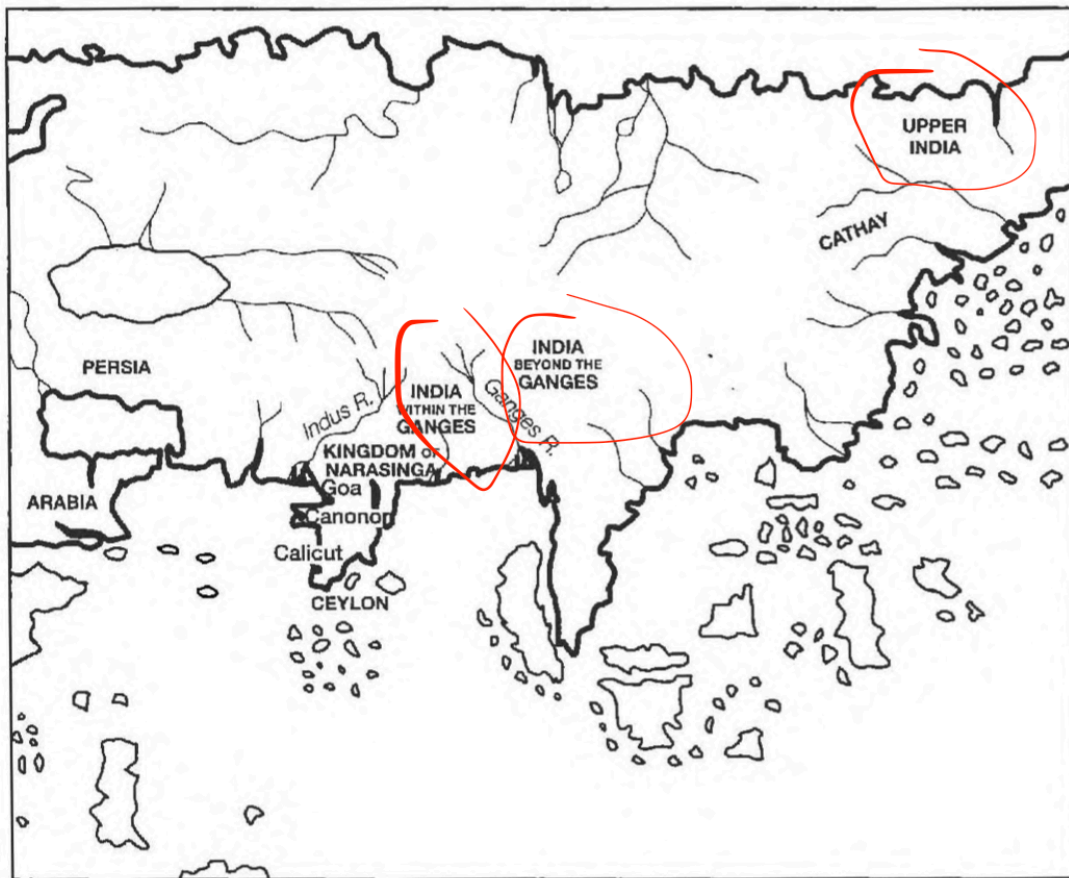 UPPER
INDIA
CATHAY
PERSIA
INDIA
BEYOND THE
GANGES
Indus R.
INDIA
WITHIN THE
GANGES
Ganges R.
KINGDOM OF
NARASINGA
Goa
Canonon
Calicut
ARABIA
CEYLON